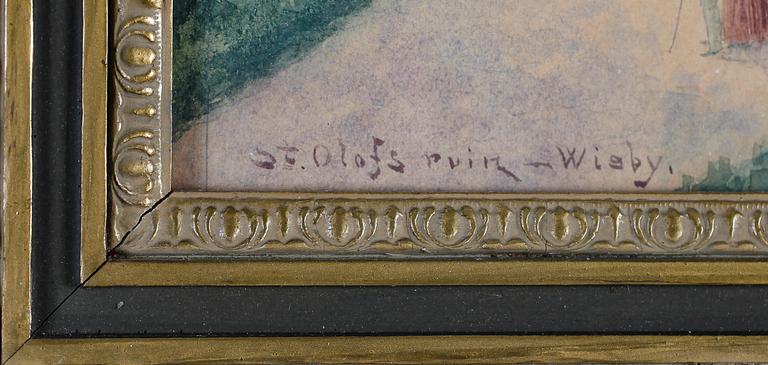 St. Olofs ruin - Wisby.